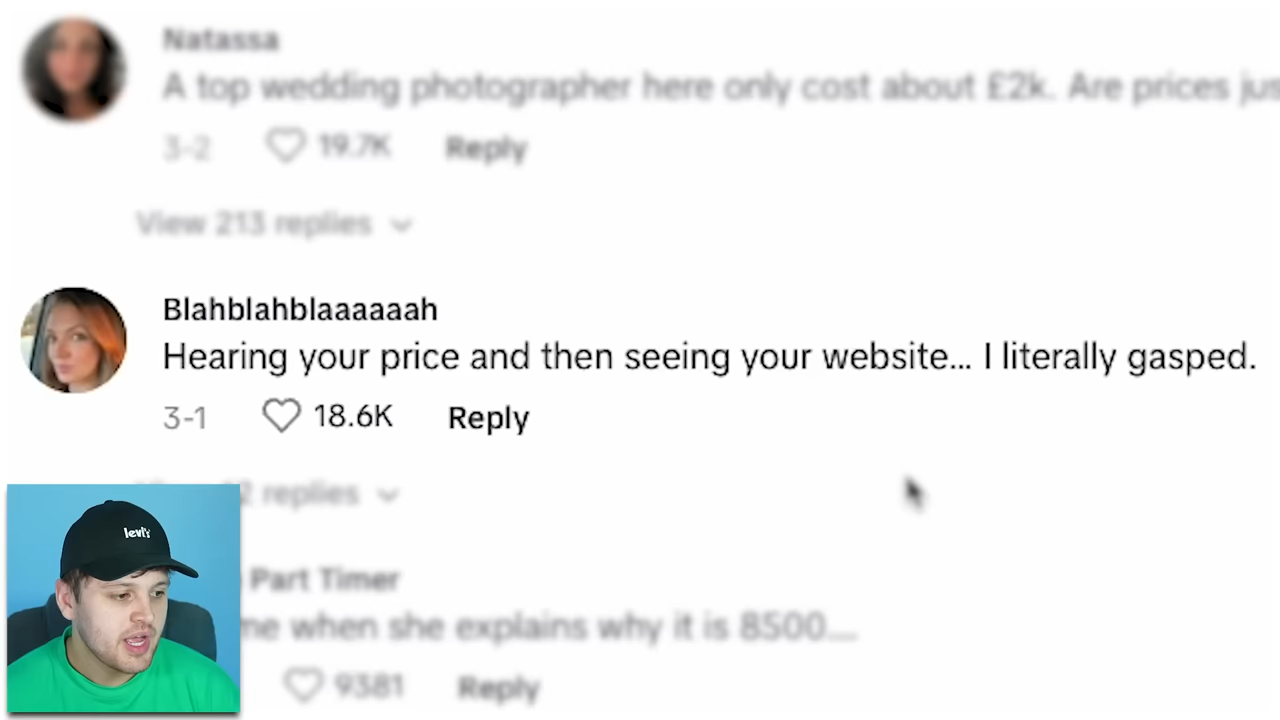 Natassa
A top wedding photographer here only cost about £2k. Are prices jus
3-2 19.7K Reply
View 213 replies
Blahblahblaaaaaah
Hearing your price and then seeing your website... I literally gasped.
3-1 18.6K Reply
2 replies
Part Timer
me when she explains why it is 8500....
9381 Reply
levi's